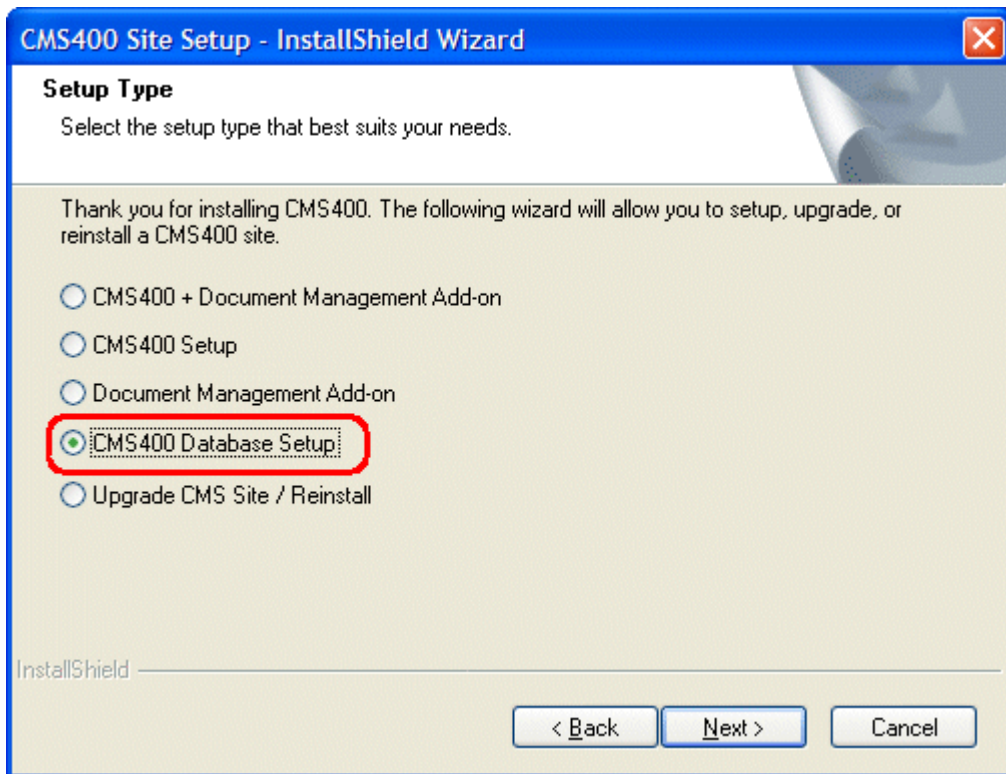 CMS400 Site Setup - InstallShield Wizard
Setup Type
Select the setup type that best suits your needs.
Thank you for installing CMS400. The following wizard will allow you to setup, upgrade, or
reinstall a CMS400 site.
CMS400 + Document Management Add-on
CMS400 Setup
Document Management Add-on
CMS400 Database Setup
Upgrade CMS Site / Reinstall
InstallShield
< Back Next > Cancel